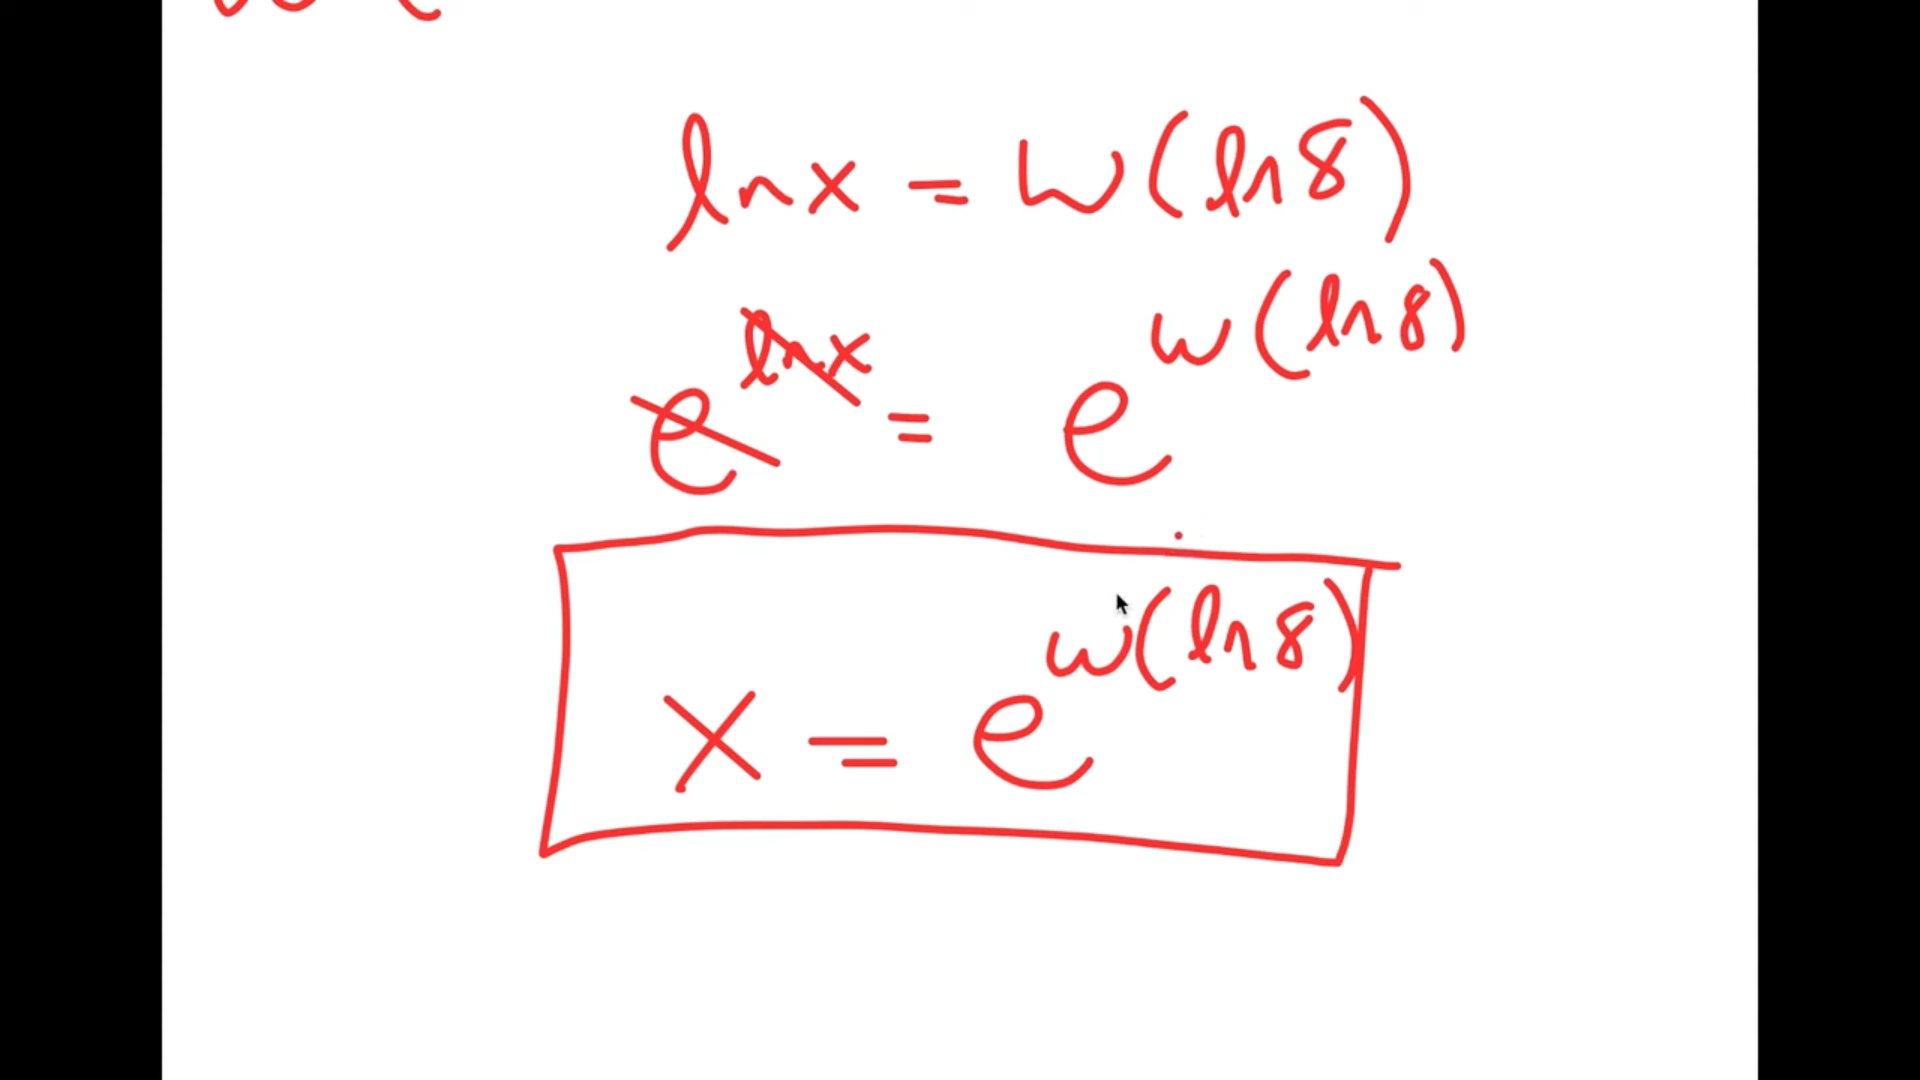 ln x = W(ln 8)
e^{ln x} = e^{W(ln 8)}
x = e^{W(ln 8)}